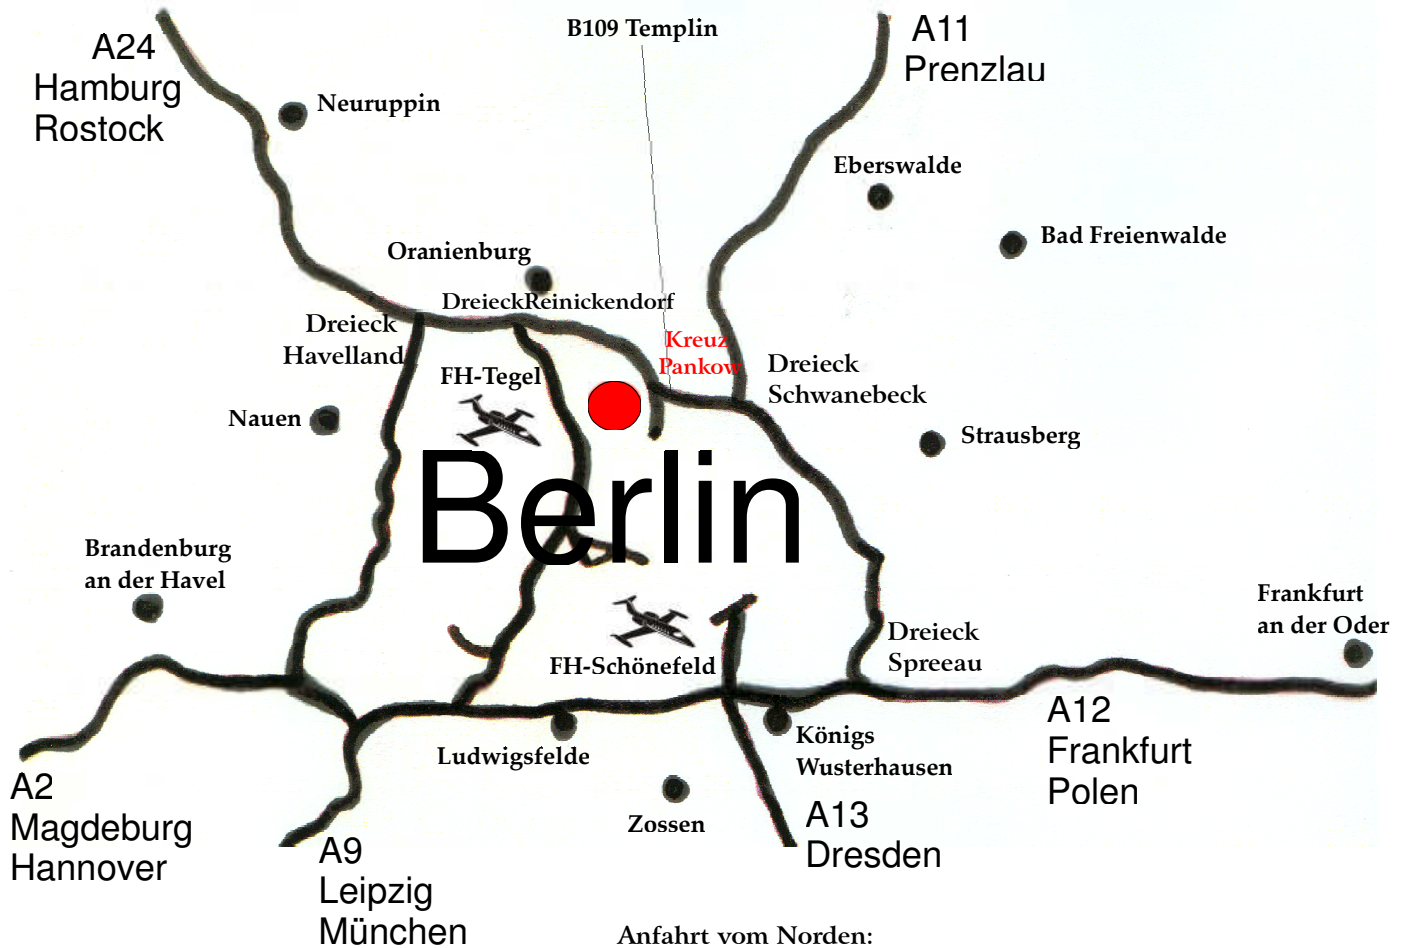 A24
Hamburg
Rostock
B109 Templin
A11
Prenzlau
Neuruppin
Eberswalde
Bad Freienwalde
Oranienburg
DreieckReinickendorf
Dreieck
Havelland
Kreuz
Pankow
Dreieck
Schwanebeck
FH-Tegel
Nauen
Strausberg
Berlin
Brandenburg
an der Havel
Frankfurt
an der Oder
Dreieck
Spreeau
FH-Schönefeld
A12
Frankfurt
Polen
Königs
Wusterhausen
Ludwigsfelde
A2
Magdeburg
Hannover
Zossen
A13
Dresden
A9
Leipzig
München
Anfahrt vom Norden: